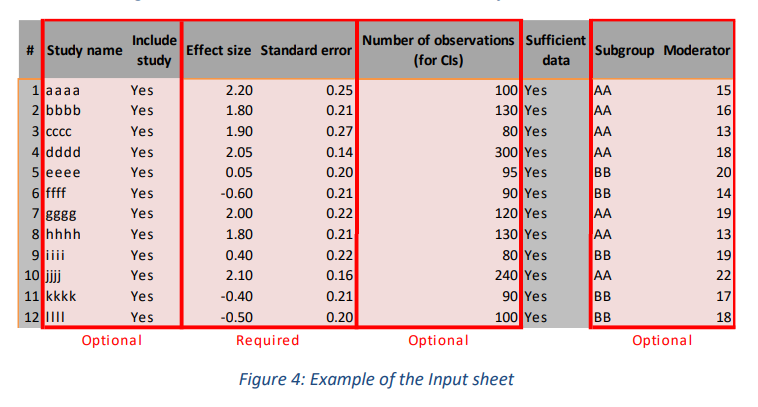 # Study name Include study Effect size Standard error Number of observations (for CIs) Sufficient data Subgroup Moderator
1 aaaa Yes 2.20 0.25 100 Yes AA 15
2 bbbb Yes 1.80 0.21 130 Yes AA 16
3 cccc Yes 1.90 0.27 80 Yes AA 13
4 dddd Yes 2.05 0.14 300 Yes AA 18
5 eeee Yes 0.05 0.20 95 Yes BB 20
6 ffff Yes -0.60 0.21 90 Yes BB 14
7 gggg Yes 2.00 0.22 120 Yes AA 19
8 hhhh Yes 1.80 0.21 130 Yes AA 13
9 iiii Yes 0.40 0.22 80 Yes BB 19
10 jjjj Yes 2.10 0.16 240 Yes AA 22
11 kkkk Yes -0.40 0.21 90 Yes BB 17
12 llll Yes -0.50 0.20 100 Yes BB 18
Optional Required Optional Optional
Figure 4: Example of the Input sheet